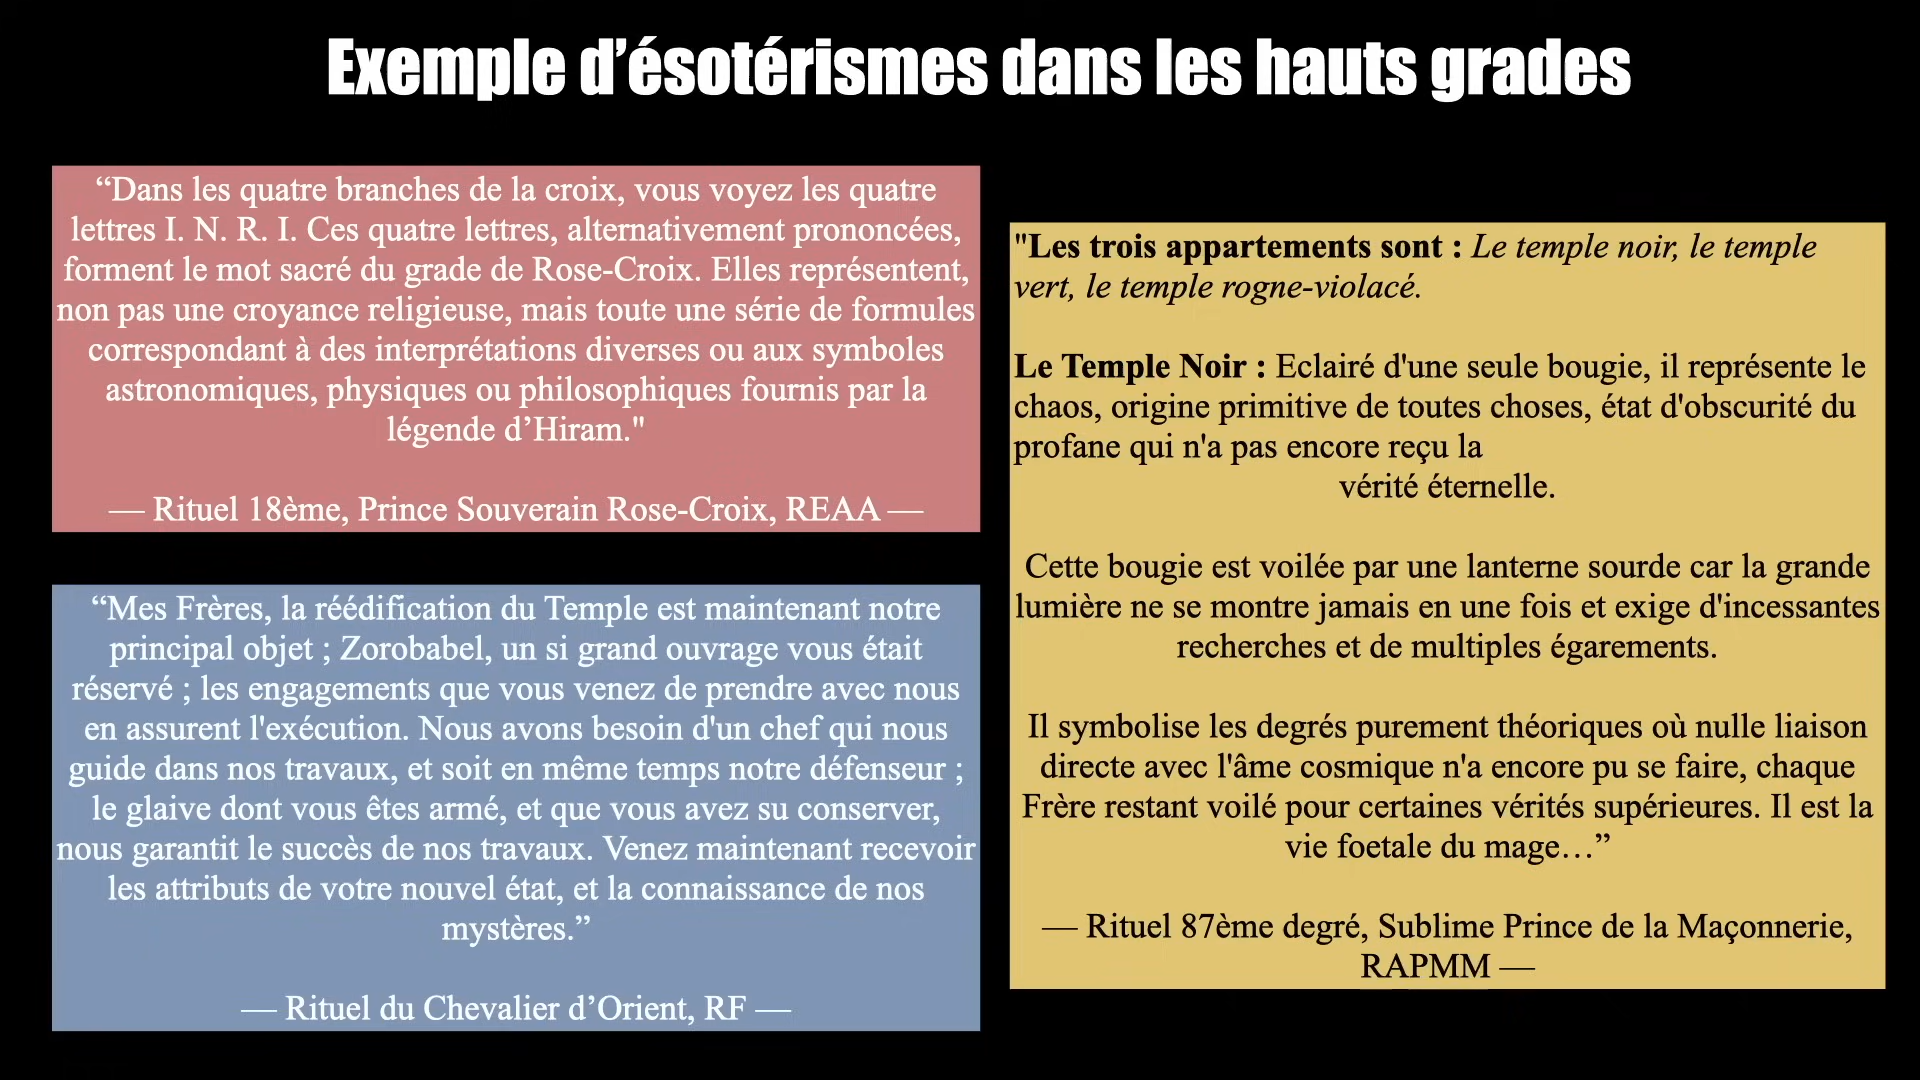 Exemple d’ésotérismes dans les hauts grades
“Dans les quatre branches de la croix, vous voyez les quatre
lettres I. N. R. I. Ces quatre lettres, alternativement prononcées,
forment le mot sacré du grade de Rose-Croix. Elles représentent,
non pas une croyance religieuse, mais toute une série de formules
correspondant à des interprétations diverses ou aux symboles
astronomiques, physiques ou philosophiques fournis par la
légende d’Hiram."
— Rituel 18ème, Prince Souverain Rose-Croix, REAA —
“Mes Frères, la réédification du Temple est maintenant notre
principal objet ; Zorobabel, un si grand ouvrage vous était
réservé ; les engagements que vous venez de prendre avec nous
en assurent l'exécution. Nous avons besoin d'un chef qui nous
guide dans nos travaux, et soit en même temps notre défenseur ;
le glaive dont vous êtes armé, et que vous avez su conserver,
nous garantit le succès de nos travaux. Venez maintenant recevoir
les attributs de votre nouvel état, et la connaissance de nos
mystères.”
— Rituel du Chevalier d’Orient, RF —
"Les trois appartements sont : Le temple noir, le temple
vert, le temple rogne-violacé.
Le Temple Noir : Eclairé d'une seule bougie, il représente le
chaos, origine primitive de toutes choses, état d'obscurité du
profane qui n'a pas encore reçu la
vérité éternelle.
Cette bougie est voilée par une lanterne sourde car la grande
lumière ne se montre jamais en une fois et exige d'incessantes
recherches et de multiples égarements.
Il symbolise les degrés purement théoriques où nulle liaison
directe avec l'âme cosmique n'a encore pu se faire, chaque
Frère restant voilé pour certaines vérités supérieures. Il est la
vie foetale du mage…”
— Rituel 87ème degré, Sublime Prince de la Maçonnerie,
RAPMM —